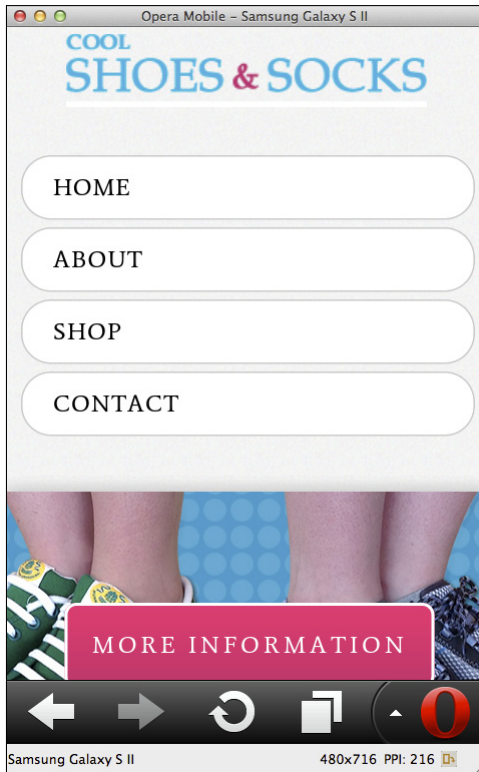 Opera Mobile – Samsung Galaxy S II
COOL
SHOES & SOCKS
HOME
ABOUT
SHOP
CONTACT
MORE INFORMATION
Samsung Galaxy S II 480x716 PPI: 216